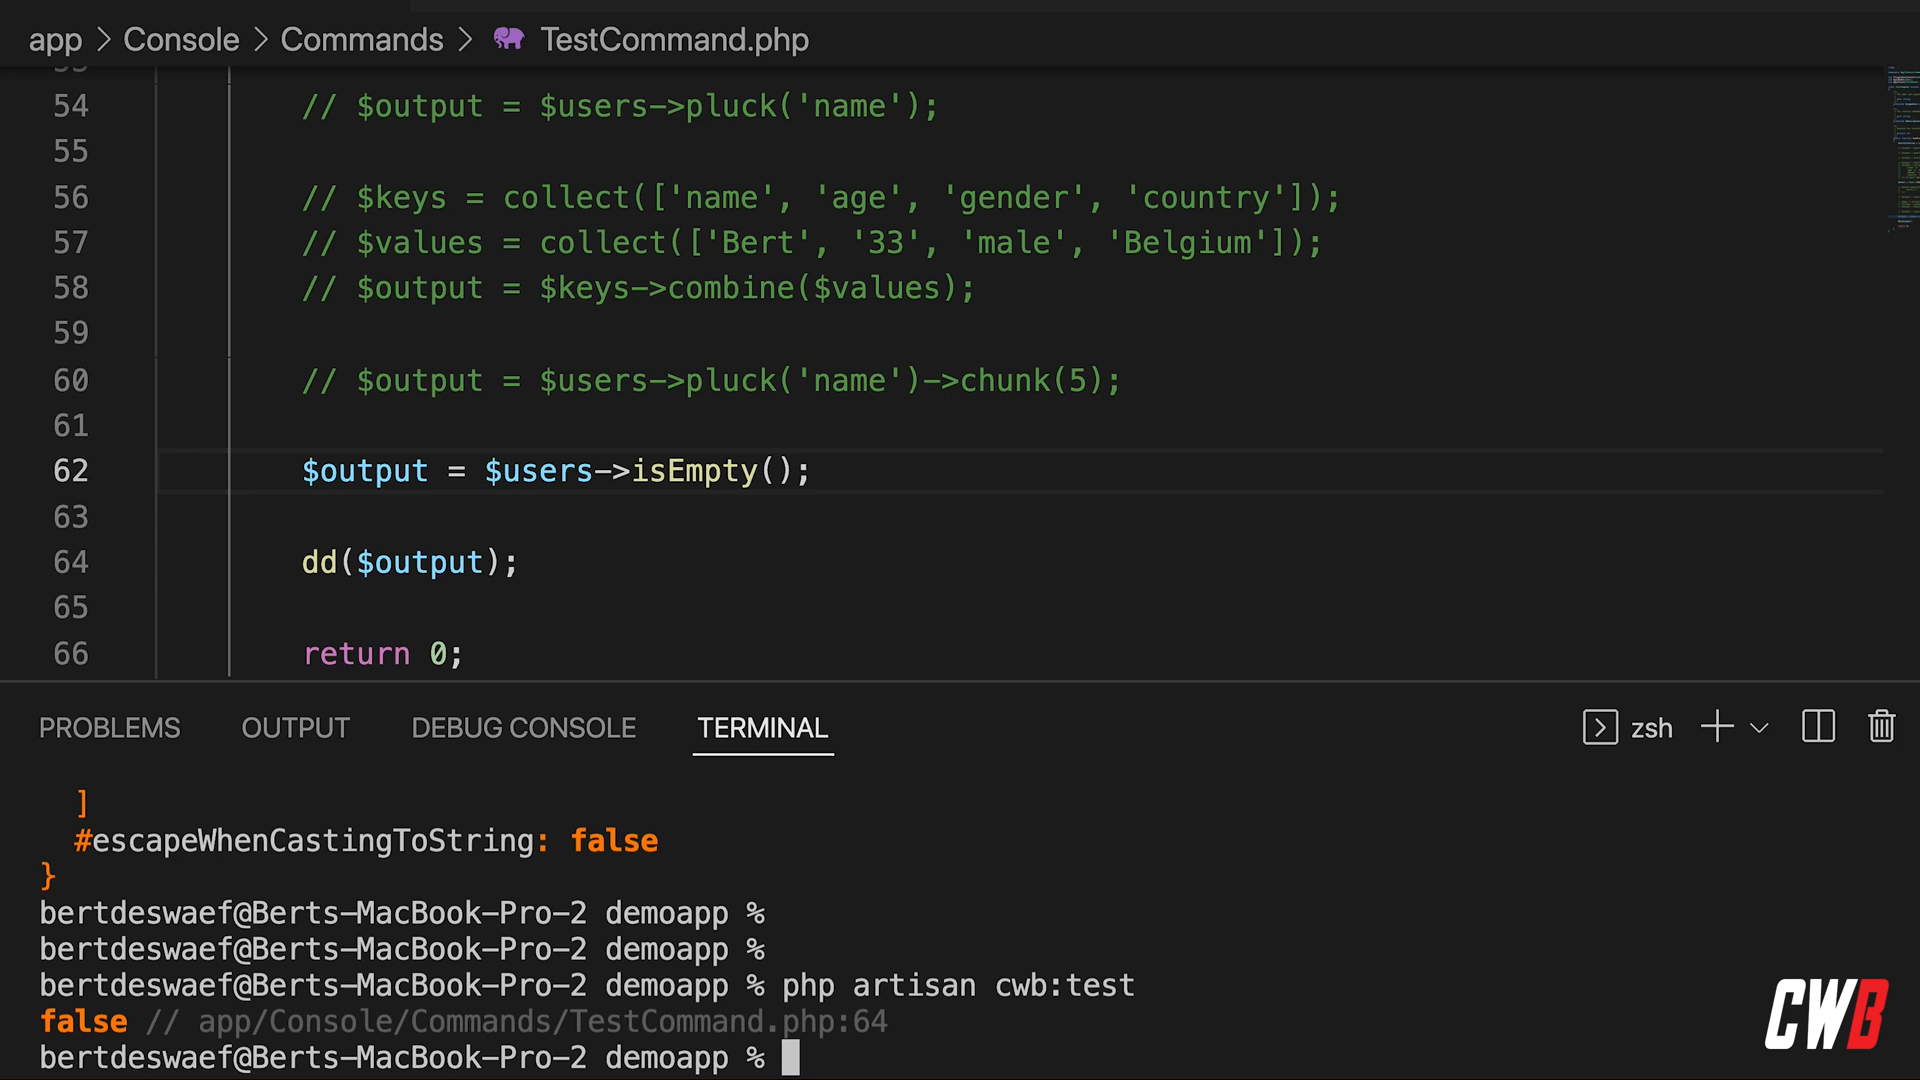 app > Console > Commands > TestCommand.php
53
54 // $output = $users->pluck('name');
55
56 // $keys = collect(['name', 'age', 'gender', 'country']);
57 // $values = collect(['Bert', '33', 'male', 'Belgium']);
58 // $output = $keys->combine($values);
59
60 // $output = $users->pluck('name')->chunk(5);
61
62 $output = $users->isEmpty();
63
64 dd($output);
65
66 return 0;
PROBLEMS OUTPUT DEBUG CONSOLE TERMINAL zsh
]
#escapeWhenCastingToString: false
}
bertdeswaef@Berts-MacBook-Pro-2 demoapp %
bertdeswaef@Berts-MacBook-Pro-2 demoapp %
bertdeswaef@Berts-MacBook-Pro-2 demoapp % php artisan cwb:test
false // app/Console/Commands/TestCommand.php:64
bertdeswaef@Berts-MacBook-Pro-2 demoapp %
CWB